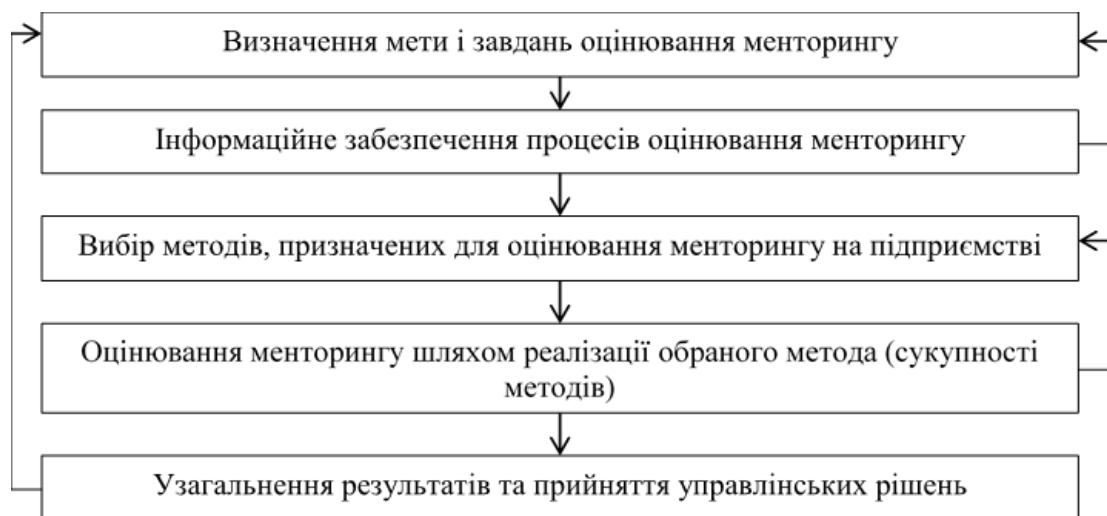 Визначення мети і завдань оцінювання менторингу
Інформаційне забезпечення процесів оцінювання менторингу
Вибір методів, призначених для оцінювання менторингу на підприємстві
Оцінювання менторингу шляхом реалізації обраного метода (сукупності
методів)
Узагальнення результатів та прийняття управлінських рішень